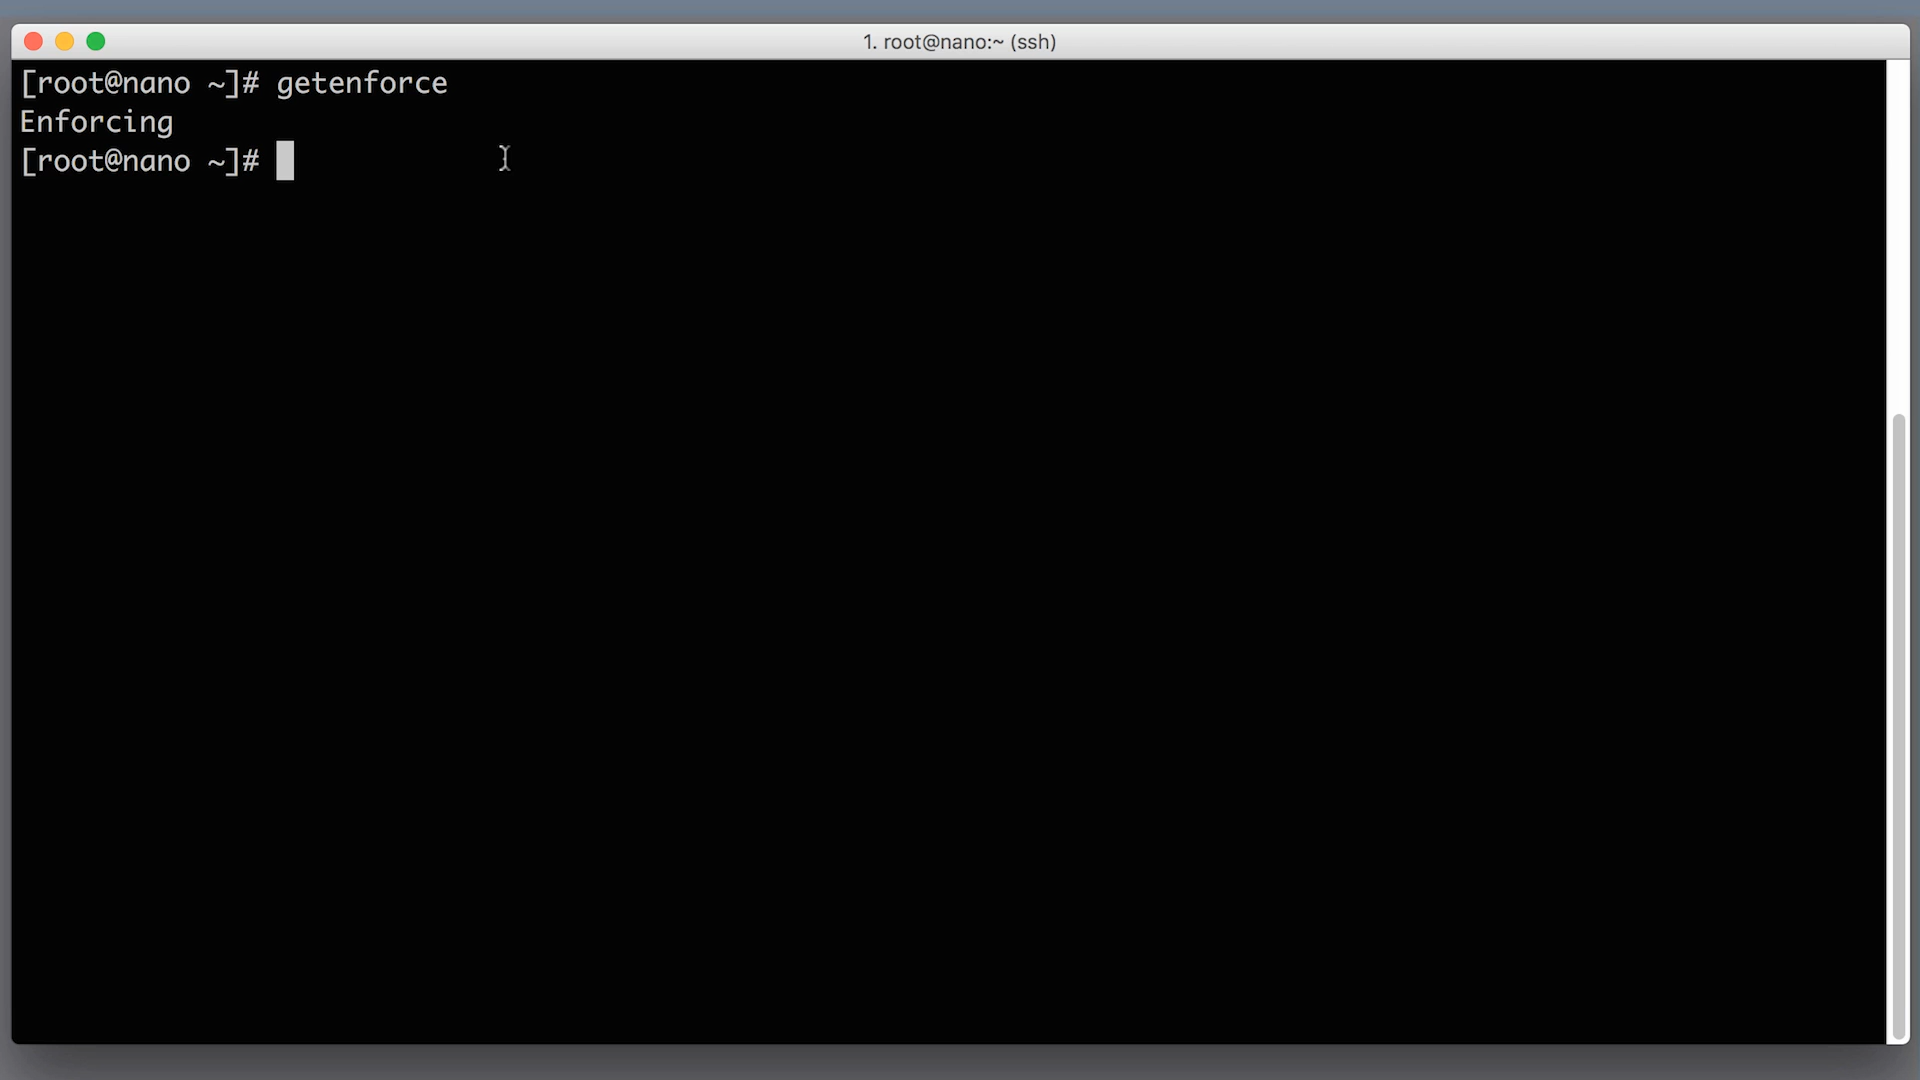 1. root@nano:~ (ssh)
[root@nano ~]# getenforce
Enforcing
[root@nano ~]#